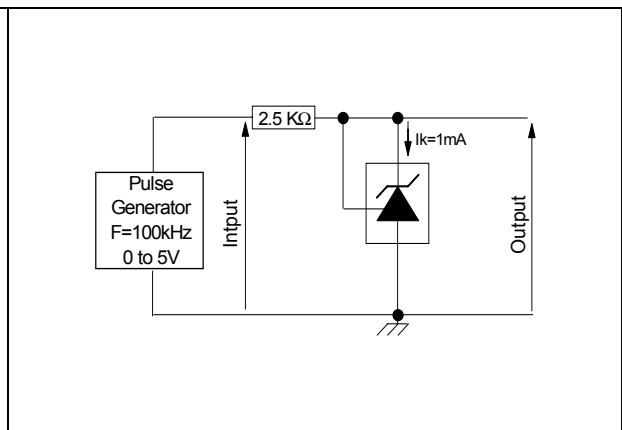 2.5 KΩ
Ik=1mA
Pulse
Generator
F=100kHz
0 to 5V
Intput
Output